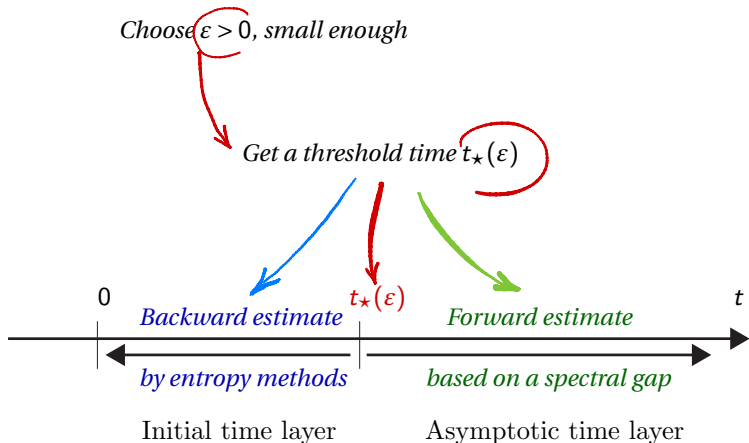 Choose ε > 0, small enough
Get a threshold time t⋆(ε)
0 t⋆(ε) t
Backward estimate Forward estimate
by entropy methods based on a spectral gap
Initial time layer Asymptotic time layer